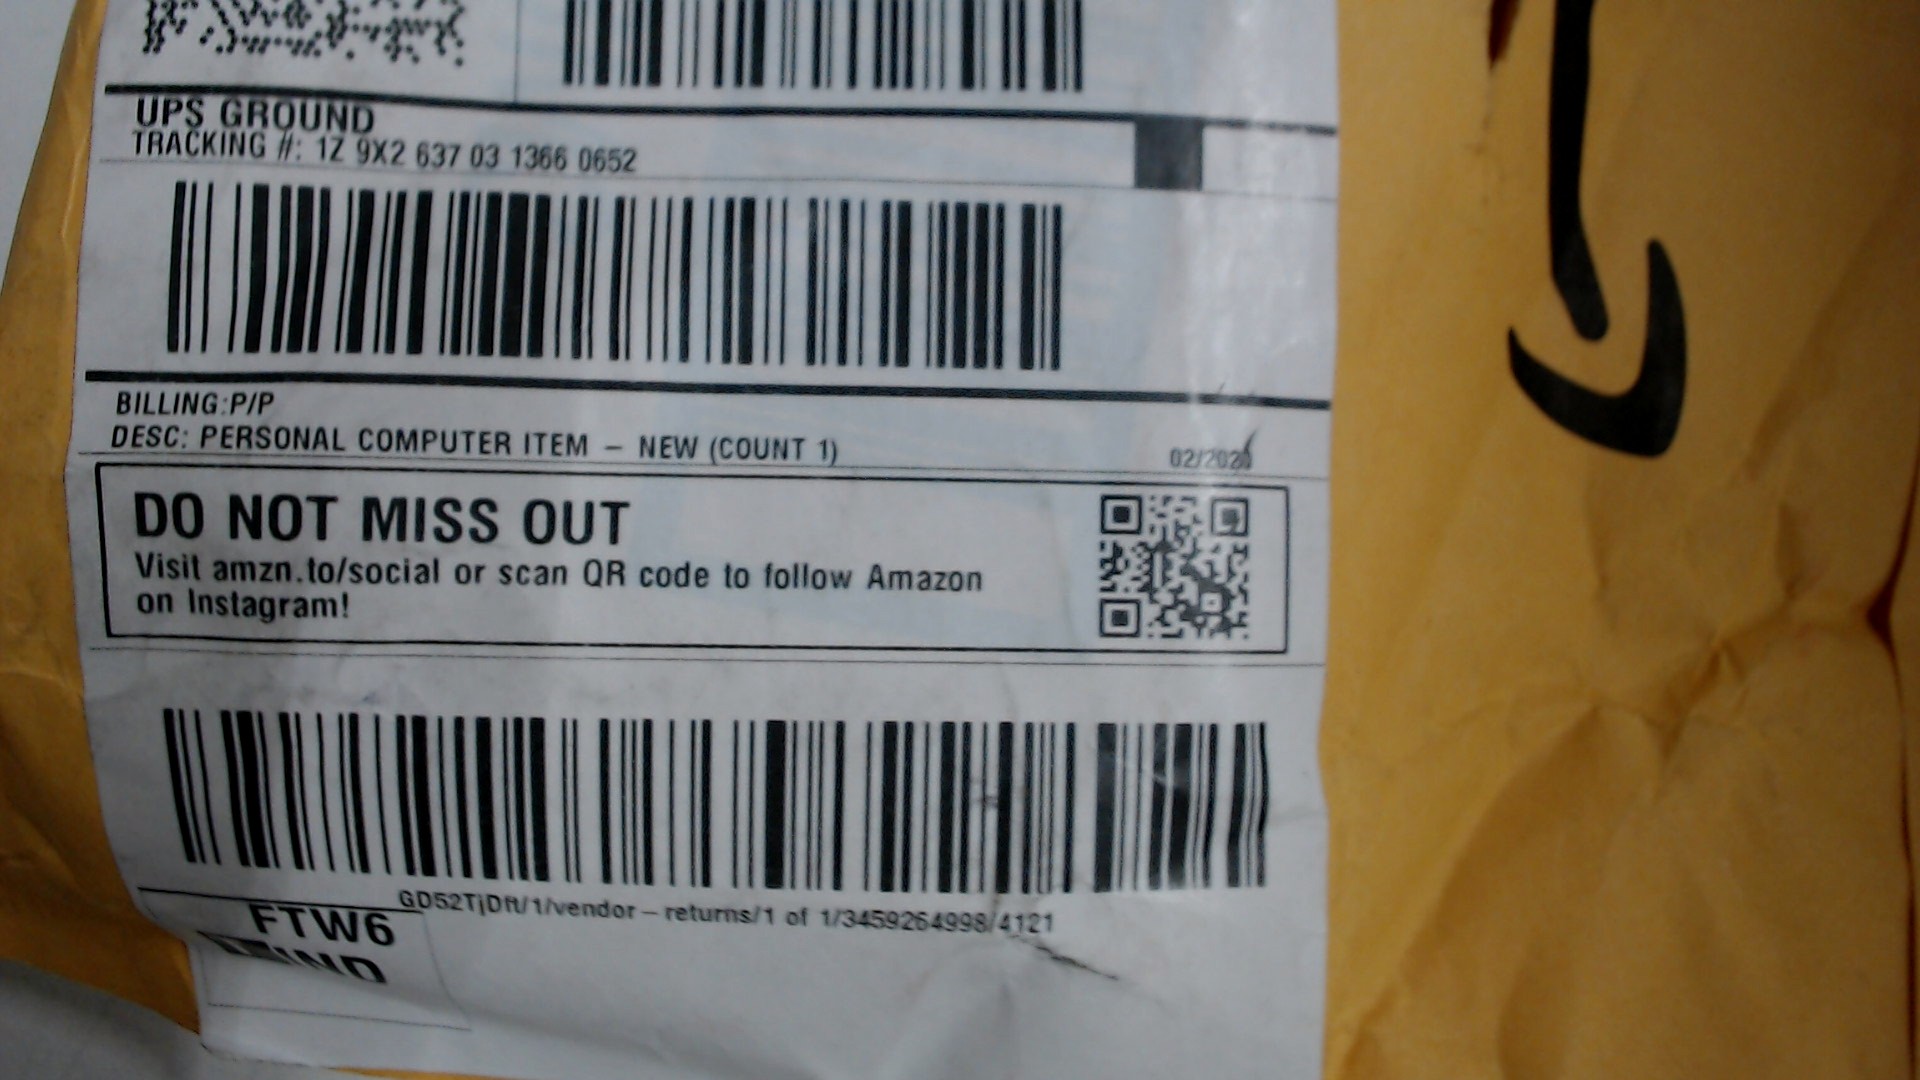 UPS GROUND
TRACKING #: 1Z 9X2 637 03 1366 0652
BILLING:P/P
DESC: PERSONAL COMPUTER ITEM – NEW (COUNT 1)
DO NOT MISS OUT
Visit amzn.to/social or scan QR code to follow Amazon
on Instagram!
GD52TjDft/1/vendor – returns/1 of 1/3459264998/4121
FTW6